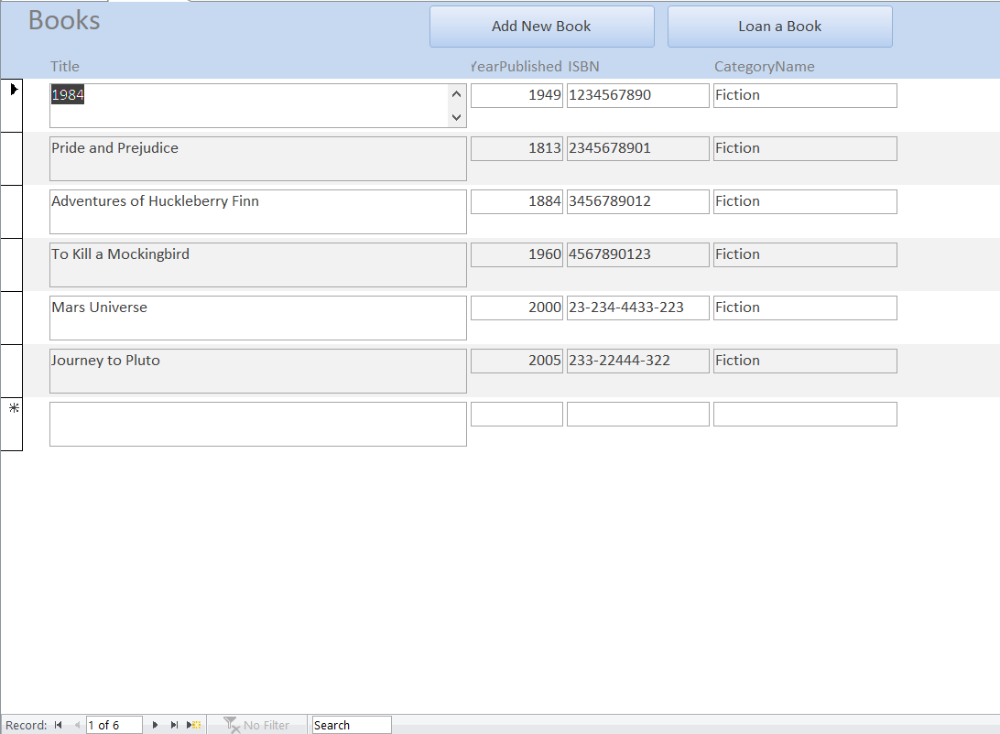 Books
Add New Book
Loan a Book
Title YearPublished ISBN CategoryName
1984 1949 1234567890 Fiction
Pride and Prejudice 1813 2345678901 Fiction
Adventures of Huckleberry Finn 1884 3456789012 Fiction
To Kill a Mockingbird 1960 4567890123 Fiction
Mars Universe 2000 23-234-4433-223 Fiction
Journey to Pluto 2005 233-22444-322 Fiction
Record: 1 of 6 No Filter Search